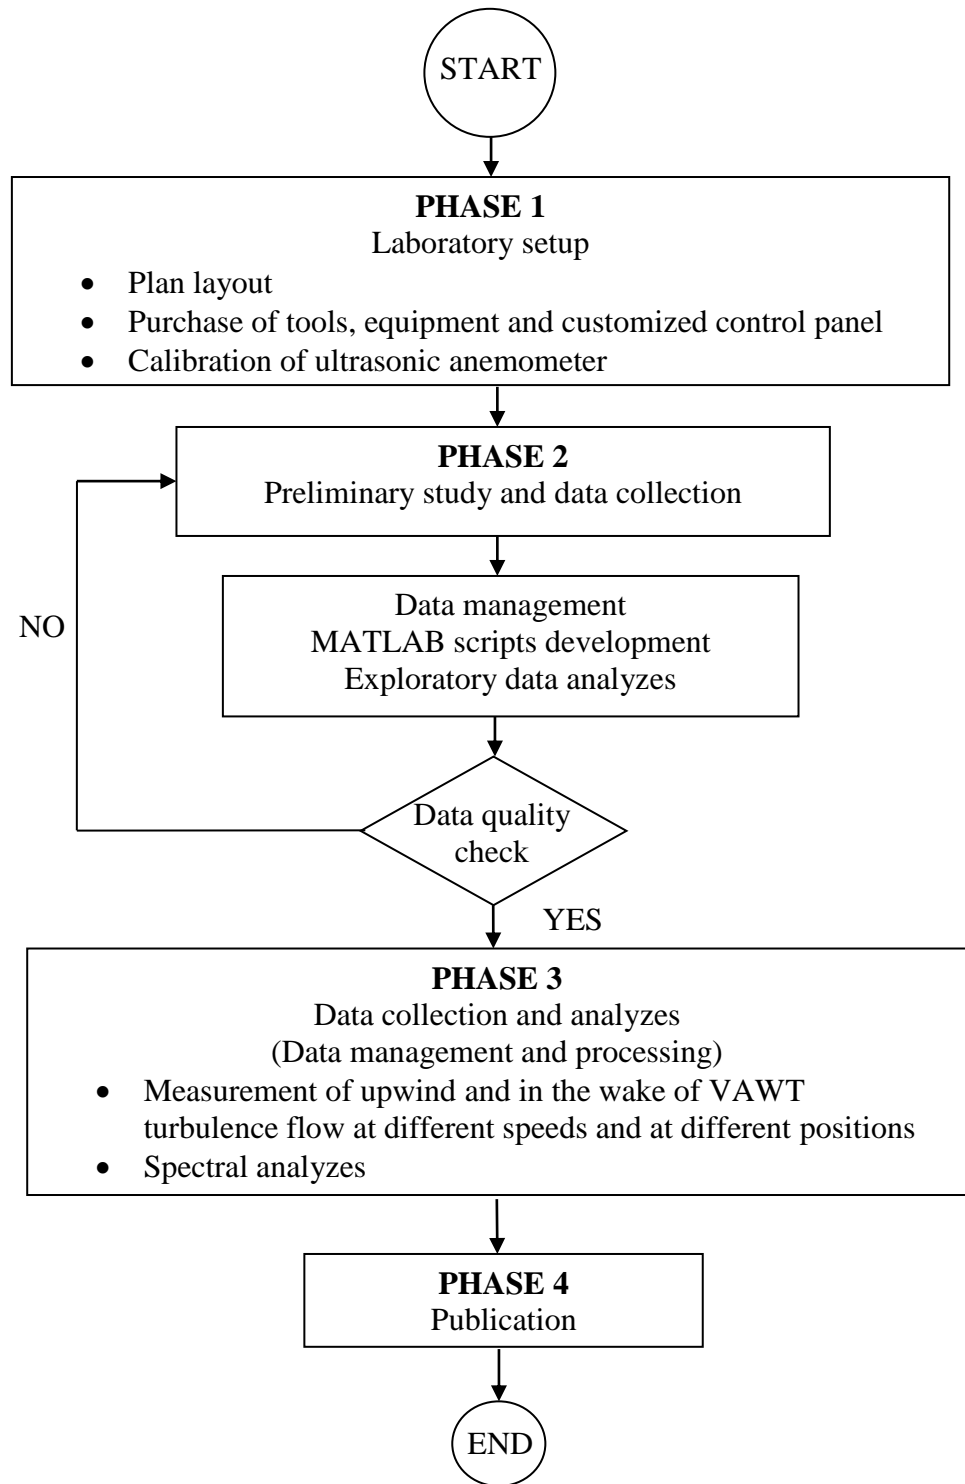 START
PHASE 1
Laboratory setup
• Plan layout
• Purchase of tools, equipment and customized control panel
• Calibration of ultrasonic anemometer
PHASE 2
Preliminary study and data collection
Data management
MATLAB scripts development
Exploratory data analyzes
NO
Data quality
check
YES
PHASE 3
Data collection and analyzes
(Data management and processing)
• Measurement of upwind and in the wake of VAWT
turbulence flow at different speeds and at different positions
• Spectral analyzes
PHASE 4
Publication
END